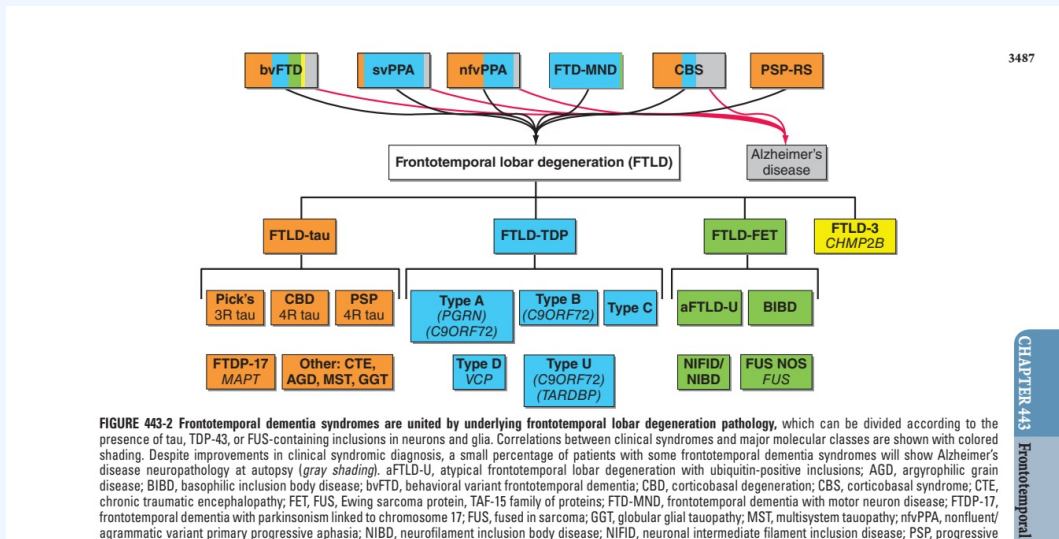 3487
bvFTD svPPA nfvPPA FTD-MND CBS PSP-RS
Frontotemporal lobar degeneration (FTLD)
Alzheimer's
disease
FTLD-tau FTLD-TDP FTLD-FET
FTLD-3
CHMP2B
Pick's
3R tau
CBD
4R tau
PSP
4R tau
Type A
(PGRN)
(C9ORF72)
Type B
(C9ORF72)
Type C
aFTLD-U
BIBD
FTDP-17
MAPT
Other: CTE,
AGD, MST, GGT
Type D
VCP
Type U
(C9ORF72)
(TARDBP)
NIFID/
NIBD
FUS NOS
FUS
FIGURE 443-2 Frontotemporal dementia syndromes are united by underlying frontotemporal lobar degeneration pathology, which can be divided according to the
presence of tau, TDP-43, or FUS-containing inclusions in neurons and glia. Correlations between clinical syndromes and major molecular classes are shown with colored
shading. Despite improvements in clinical syndromic diagnosis, a small percentage of patients with some frontotemporal dementia syndromes will show Alzheimer's
disease neuropathology at autopsy (gray shading). aFTLD-U, atypical frontotemporal lobar degeneration with ubiquitin-positive inclusions; AGD, argyrophilic grain
disease; BIBD, basophilic inclusion body disease; bvFTD, behavioral variant frontotemporal dementia; CBD, corticobasal degeneration; CBS, corticobasal syndrome; CTE,
chronic traumatic encephalopathy; FET, FUS, Ewing sarcoma protein, TAF-15 family of proteins; FTD-MND, frontotemporal dementia with motor neuron disease; FTDP-17,
frontotemporal dementia with parkinsonism linked to chromosome 17; FUS, fused in sarcoma; GGT, globular glial tauopathy; MST, multisystem tauopathy; nfvPPA, nonfluent/
agrammatic variant primary progressive aphasia; NIBD, neurofilament inclusion body disease; NIFID, neuronal intermediate filament inclusion disease; PSP, progressive
CHAPTER 443 Frontotemporal